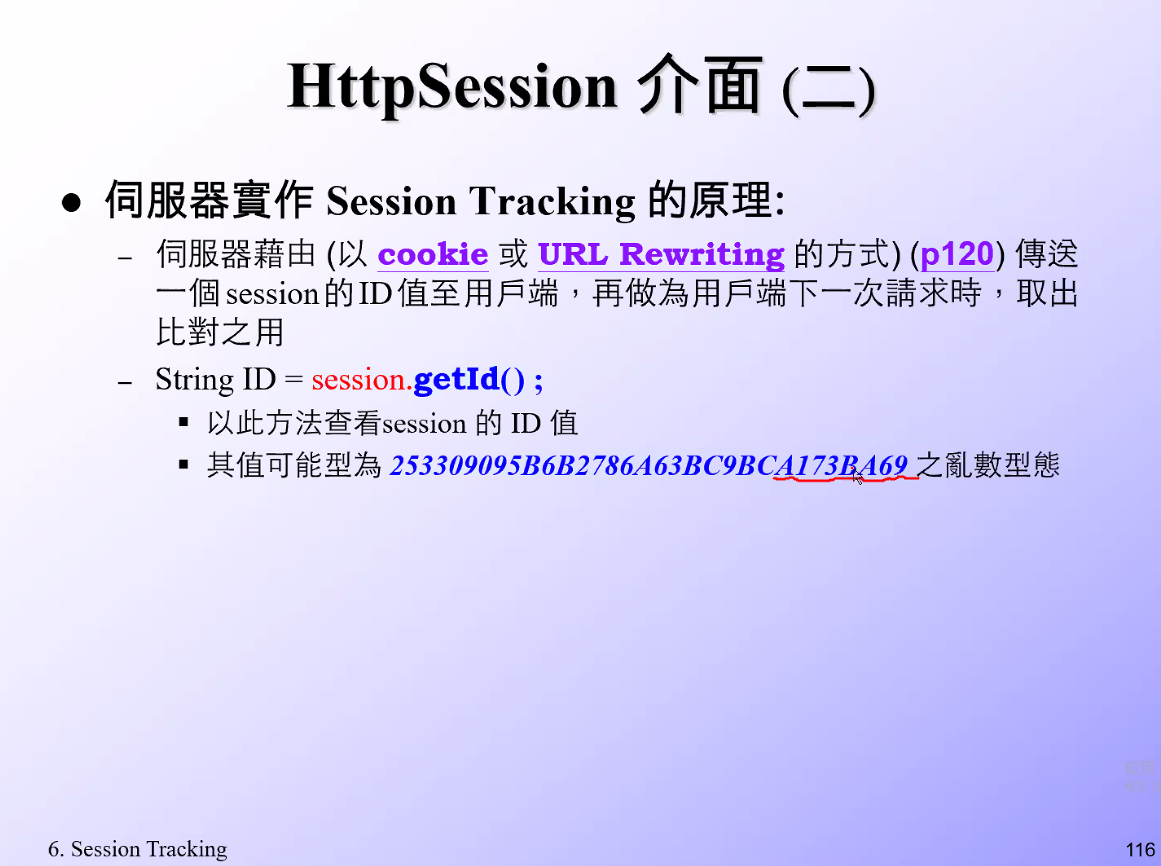 HttpSession 介面 (二)
● 伺服器實作 Session Tracking 的原理:
– 伺服器藉由 (以 cookie 或 URL Rewriting 的方式) (p120) 傳送
一個session的ID值至用戶端，再做為用戶端下一次請求時，取出
比對之用
– String ID = session.getId() ;
▪ 以此方法查看session 的 ID 值
▪ 其值可能型為 253309095B6B2786A63BC9BCA173BA69 之亂數型態
6. Session Tracking
116